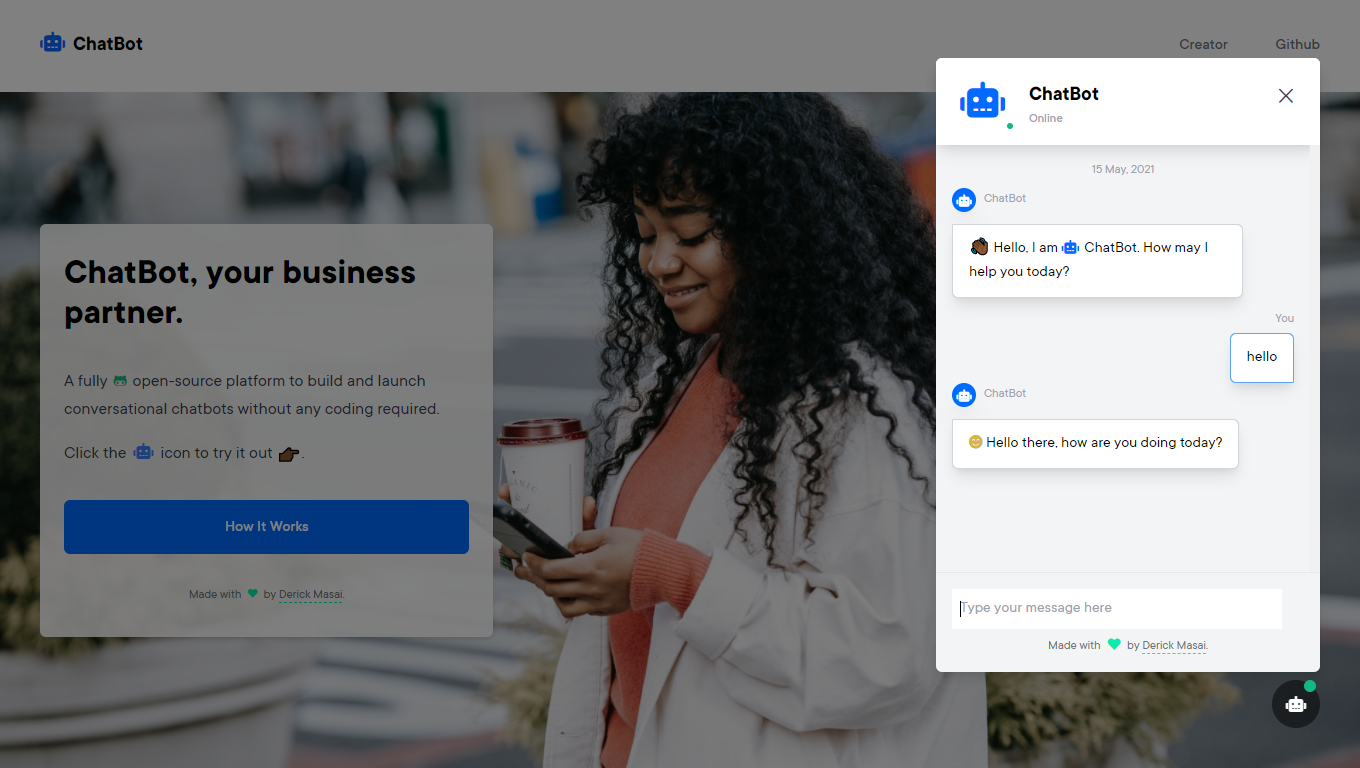 ChatBot
Creator
Github
ChatBot, your business
partner.
A fully open-source platform to build and launch
conversational chatbots without any coding required.
Click the icon to try it out .
How It Works
Made with by Derick Masai.
ChatBot
Online
15 May, 2021
ChatBot
Hello, I am ChatBot. How may I
help you today?
You
hello
ChatBot
Hello there, how are you doing today?
Type your message here
Made with by Derick Masai.